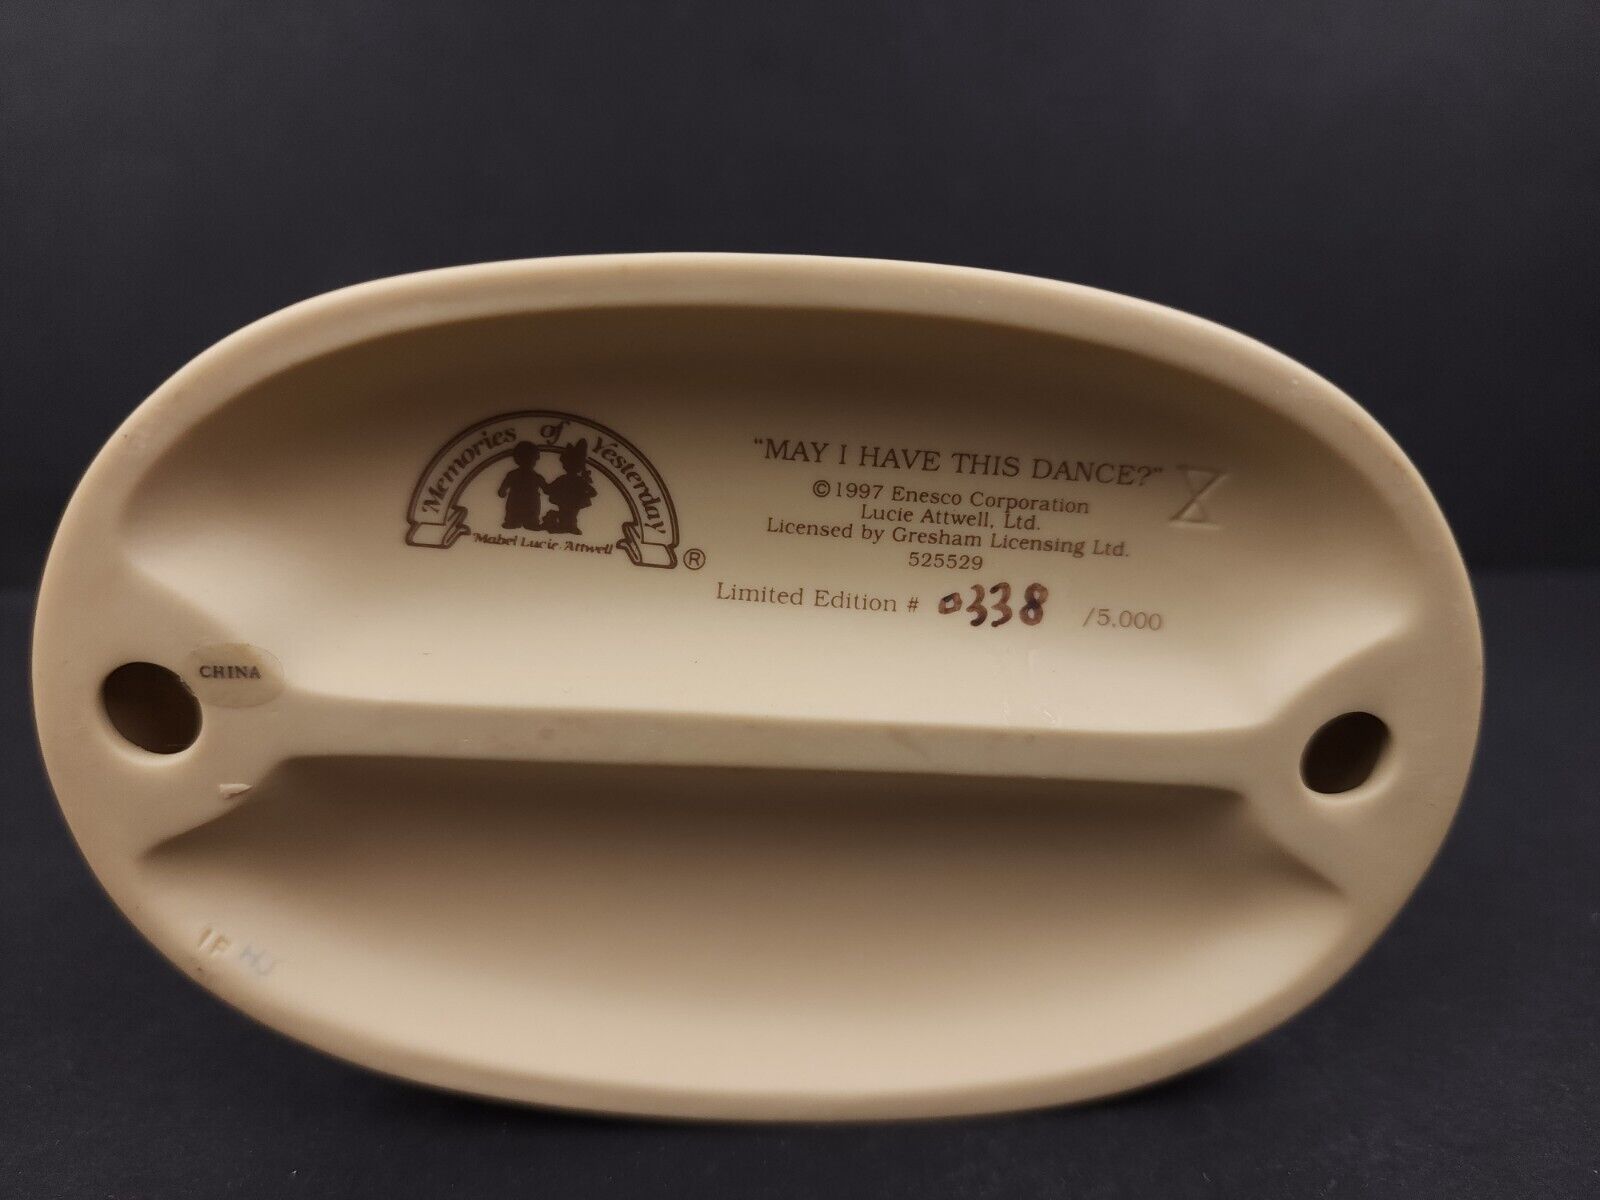 Memories of Yesterday
Mabel Lucie Attwell
®
"MAY I HAVE THIS DANCE?"
©1997 Enesco Corporation
Lucie Attwell, Ltd.
Licensed by Gresham Licensing Ltd.
525529
Limited Edition # 0338 /5,000
CHINA